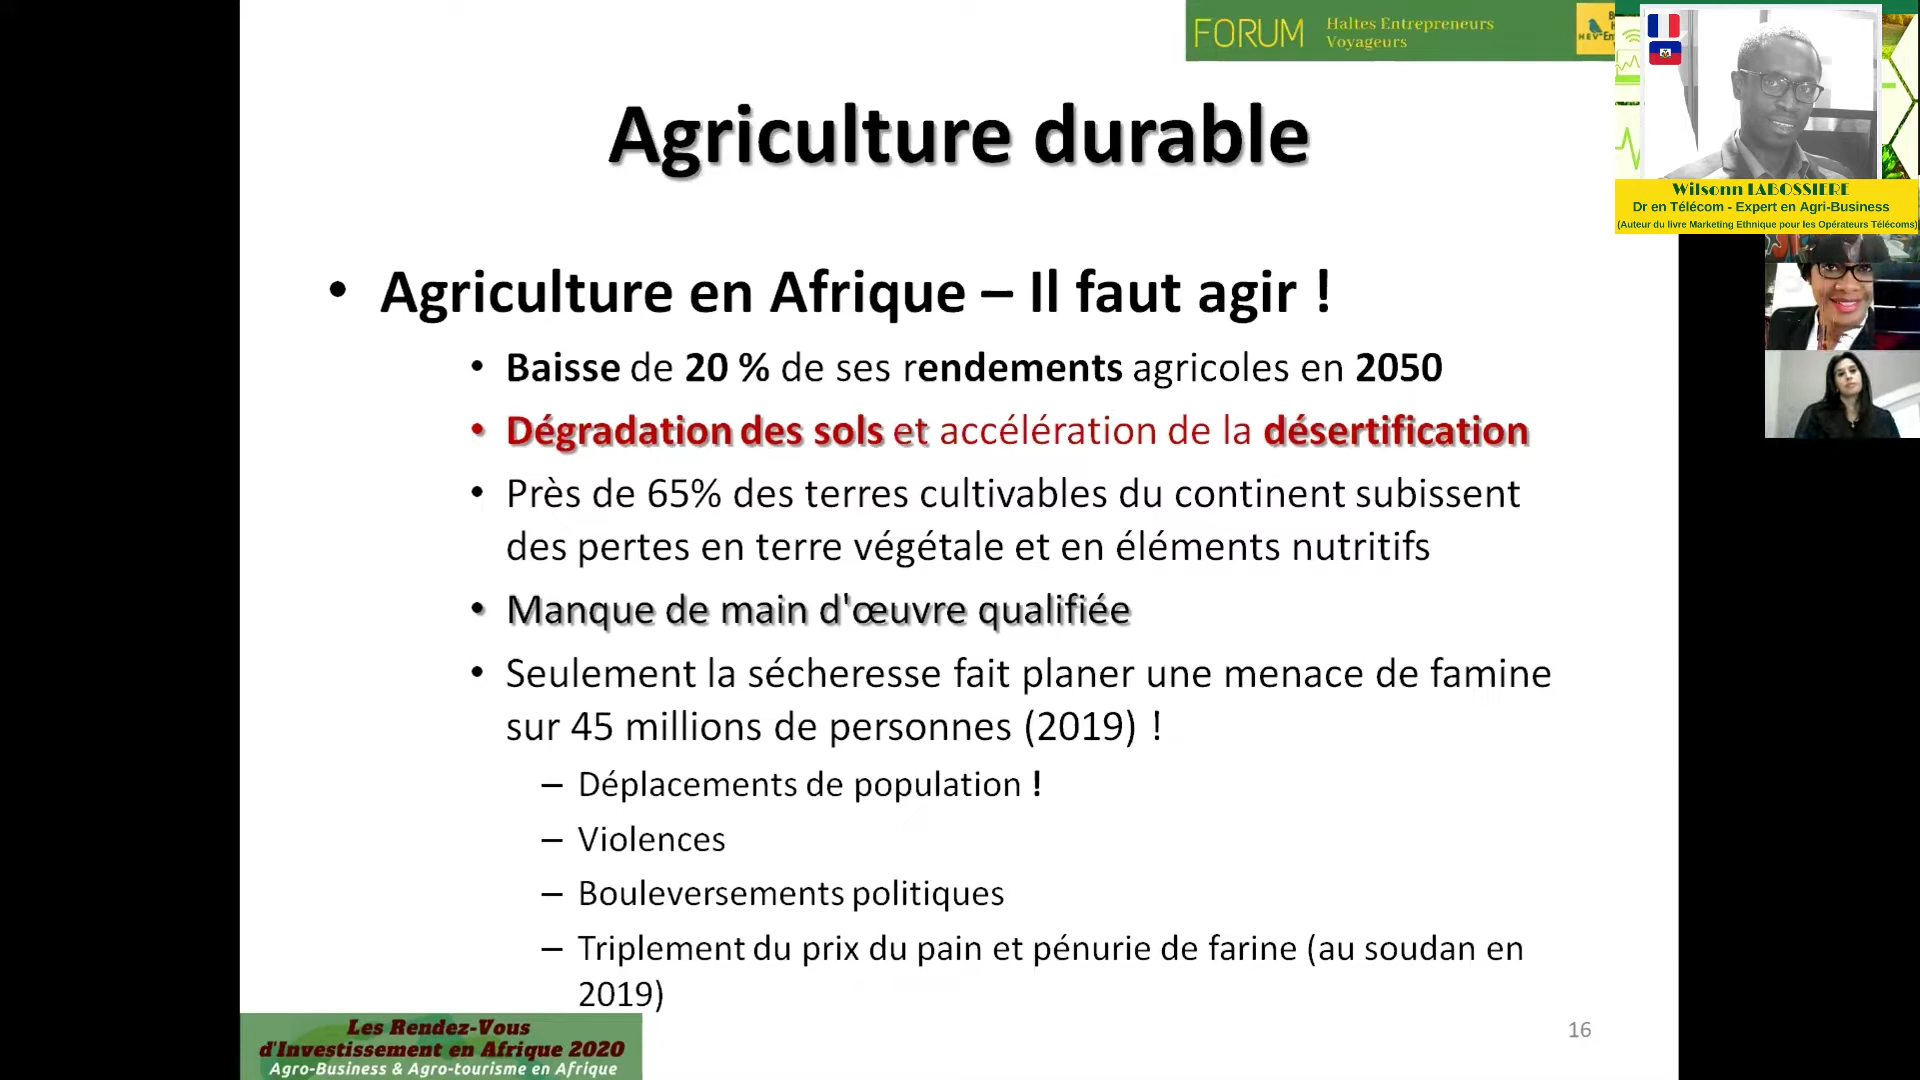 FORUM
Haltes Entrepreneurs
Voyageurs
Agriculture durable
Wilsonn LABOSSIERE
Dr en Télécom - Expert en Agri-Business
(Auteur du livre Marketing Ethnique pour les Opérateurs Télécoms)
• Agriculture en Afrique – Il faut agir !
• Baisse de 20 % de ses rendements agricoles en 2050
• Dégradation des sols et accélération de la désertification
• Près de 65% des terres cultivables du continent subissent
des pertes en terre végétale et en éléments nutritifs
• Manque de main d'œuvre qualifiée
• Seulement la sécheresse fait planer une menace de famine
sur 45 millions de personnes (2019) !
– Déplacements de population !
– Violences
– Bouleversements politiques
– Triplement du prix du pain et pénurie de farine (au soudan en
2019)
Les Rendez-Vous
d'Investissement en Afrique 2020
Agro-Business & Agro-tourisme en Afrique
16